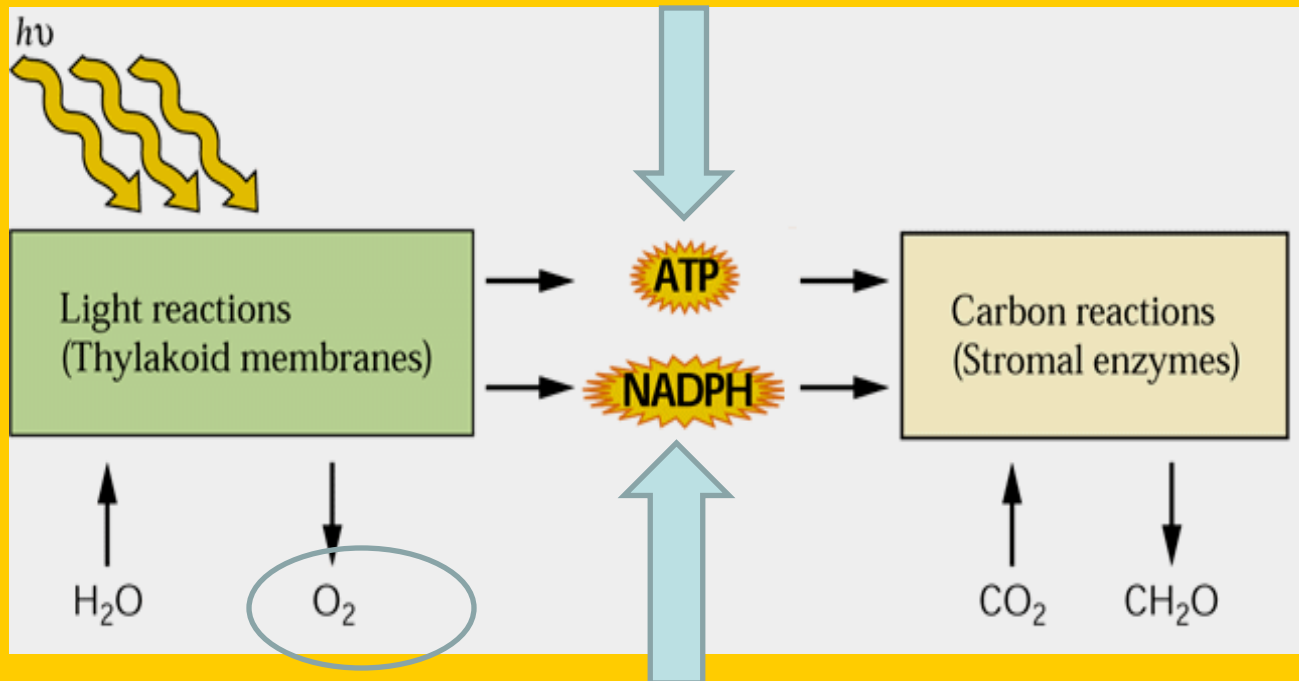 hυ
ATP
Light reactions
(Thylakoid membranes)
NADPH
Carbon reactions
(Stromal enzymes)
H₂O
O₂
CO₂
CH₂O